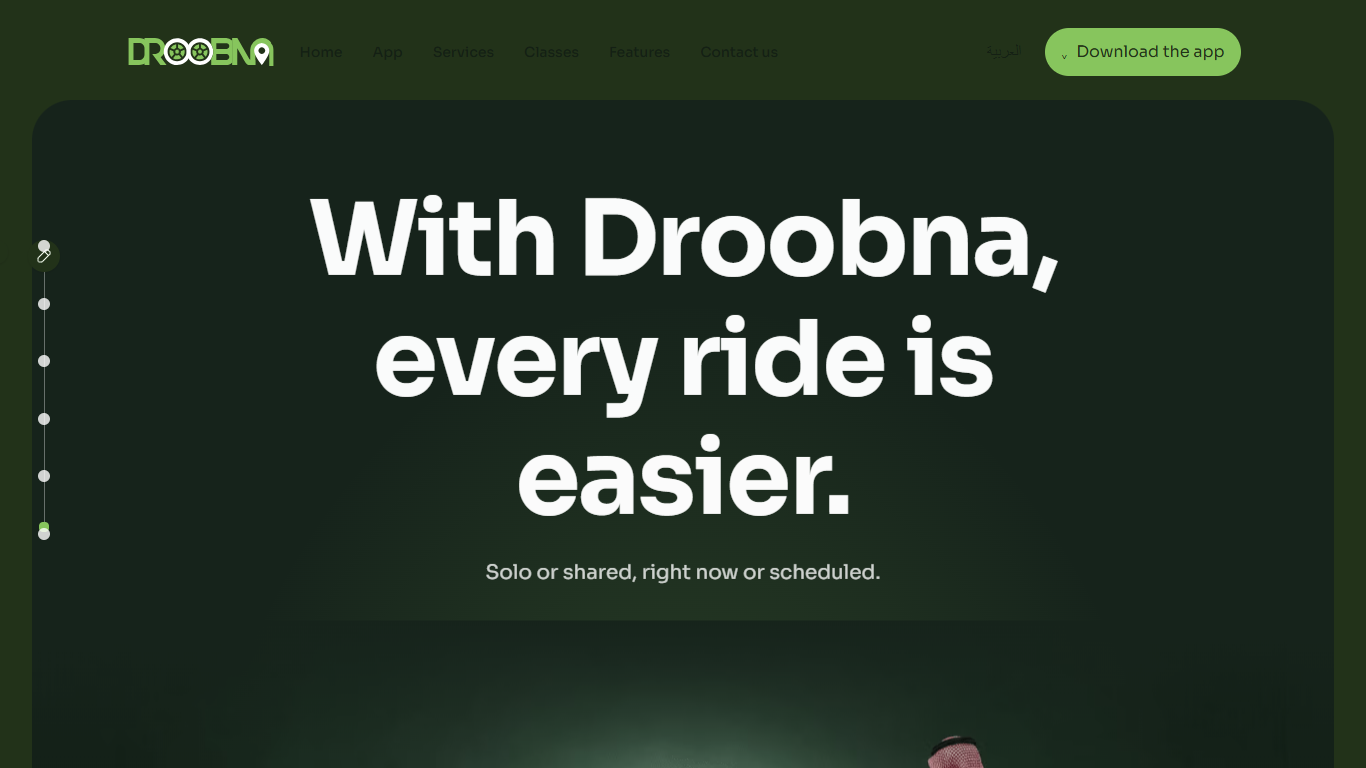 DROOBNA
Home
App
Services
Classes
Features
Contact us
العربية
Download the app
With Droobna,
every ride is
easier.
Solo or shared, right now or scheduled.